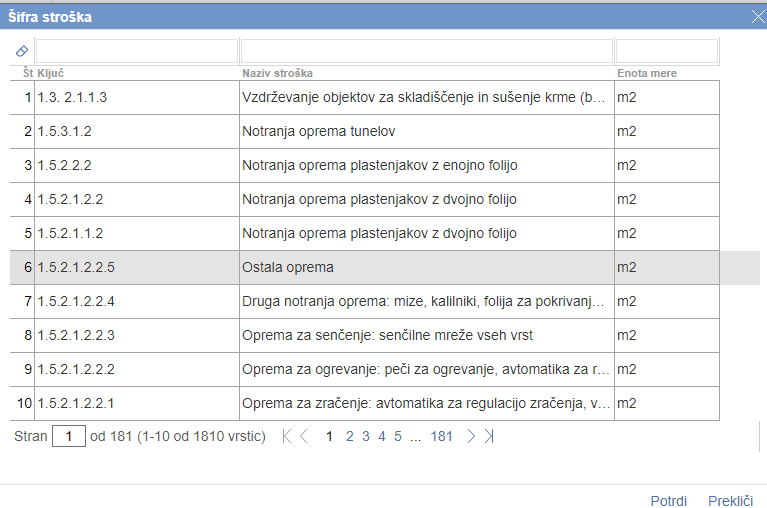 Šifra stroška
Št Ključ Naziv stroška Enota mere
1 1.3. 2.1.1.3 Vzdrževanje objektov za skladiščenje in sušenje krme (b... m2
2 1.5.3.1.2 Notranja oprema tunelov m2
3 1.5.2.2.2 Notranja oprema plastenjakov z enojno folijo m2
4 1.5.2.1.2.2 Notranja oprema plastenjakov z dvojno folijo m2
5 1.5.2.1.1.2 Notranja oprema plastenjakov z dvojno folijo m2
6 1.5.2.1.2.2.5 Ostala oprema m2
7 1.5.2.1.2.2.4 Druga notranja oprema: mize, kalilniki, folija za pokrivanj... m2
8 1.5.2.1.2.2.3 Oprema za senčenje: senčilne mreže vseh vrst m2
9 1.5.2.1.2.2.2 Oprema za ogrevanje: peči za ogrevanje, avtomatika za r... m2
10 1.5.2.1.2.2.1 Oprema za zračenje: avtomatika za regulacijo zračenja, v... m2
Stran 1 od 181 (1-10 od 1810 vrstic) 1 2 3 4 5 ... 181
Potrdi Prekliči